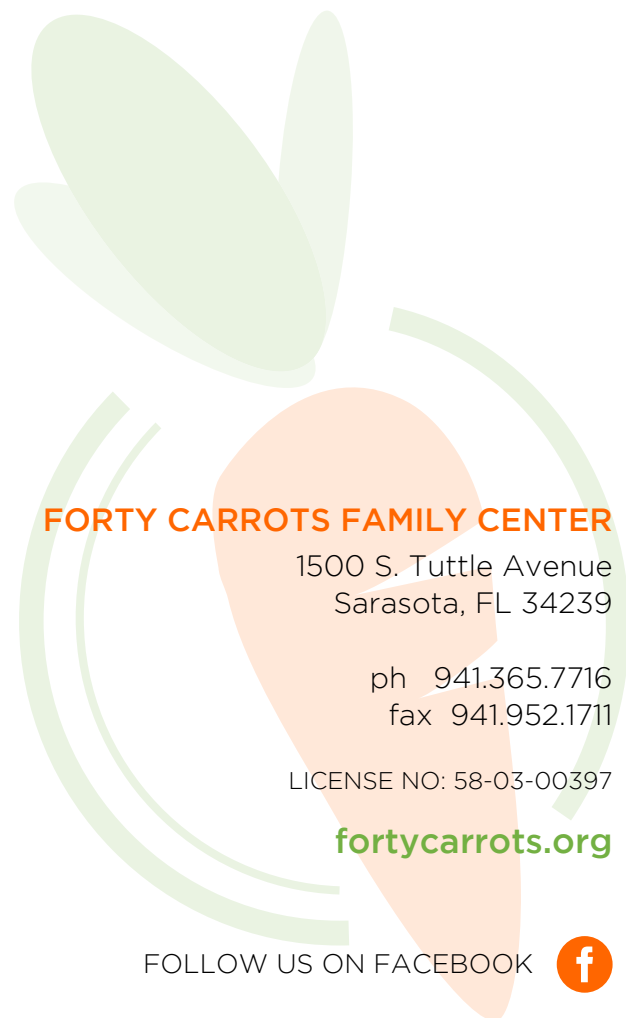 FORTY CARROTS FAMILY CENTER
1500 S. Tuttle Avenue
Sarasota, FL 34239
ph 941.365.7716
fax 941.952.1711
LICENSE NO: 58-03-00397
fortycarrots.org
FOLLOW US ON FACEBOOK f